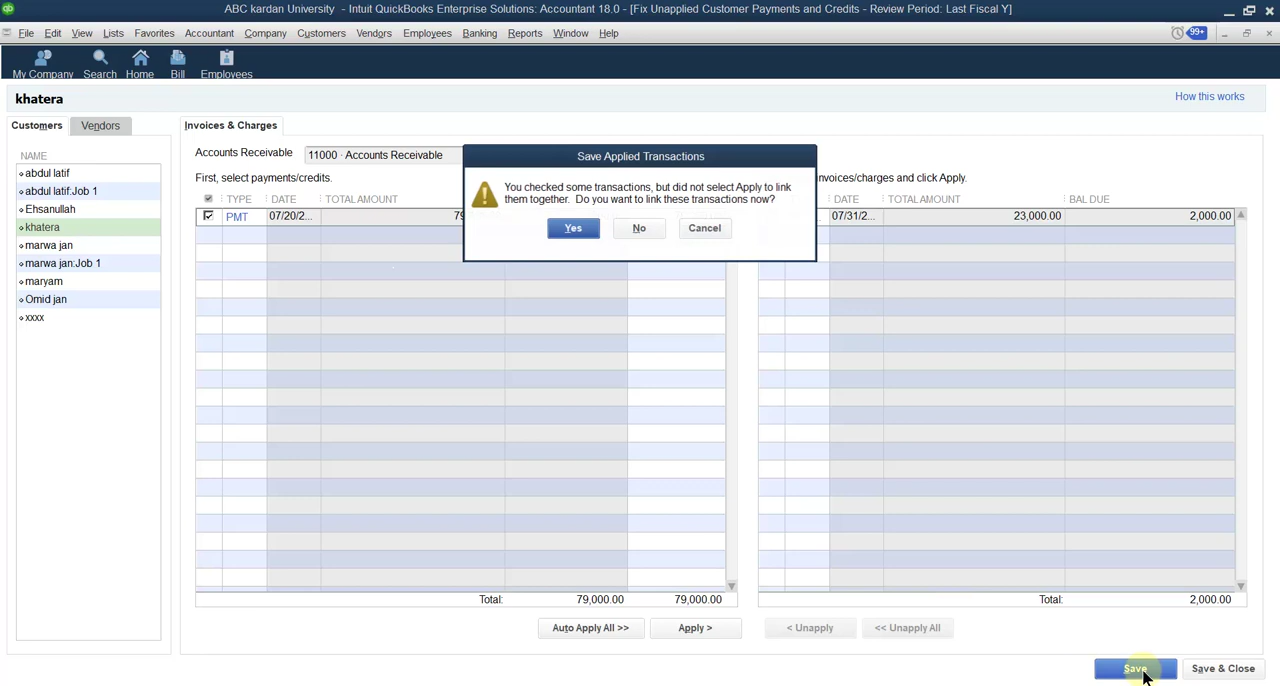 ABC kardan University - Intuit QuickBooks Enterprise Solutions: Accountant 18.0 - [Fix Unapplied Customer Payments and Credits - Review Period: Last Fiscal Y]
File Edit View Lists Favorites Accountant Company Customers Vendors Employees Banking Reports Window Help 99+
My Company Search Home Bill Employees
khatera How this works
Customers Vendors Invoices & Charges
Accounts Receivable 11000 · Accounts Receivable
Save Applied Transactions
You checked some transactions, but did not select Apply to link them together. Do you want to link these transactions now?
Yes No Cancel
First, select payments/credits. nvoices/charges and click Apply.
NAME
abdul latif
abdul latif:Job 1
Ehsanullah
khatera
marwa jan
marwa jan:Job 1
maryam
Omid jan
xxxx
TYPE DATE TOTAL AMOUNT DATE TOTAL AMOUNT BAL DUE
PMT 07/20/2... 79 07/31/2... 23,000.00 2,000.00
Total: 79,000.00 79,000.00 Total: 2,000.00
Auto Apply All >> Apply > < Unapply << Unapply All
Save Save & Close